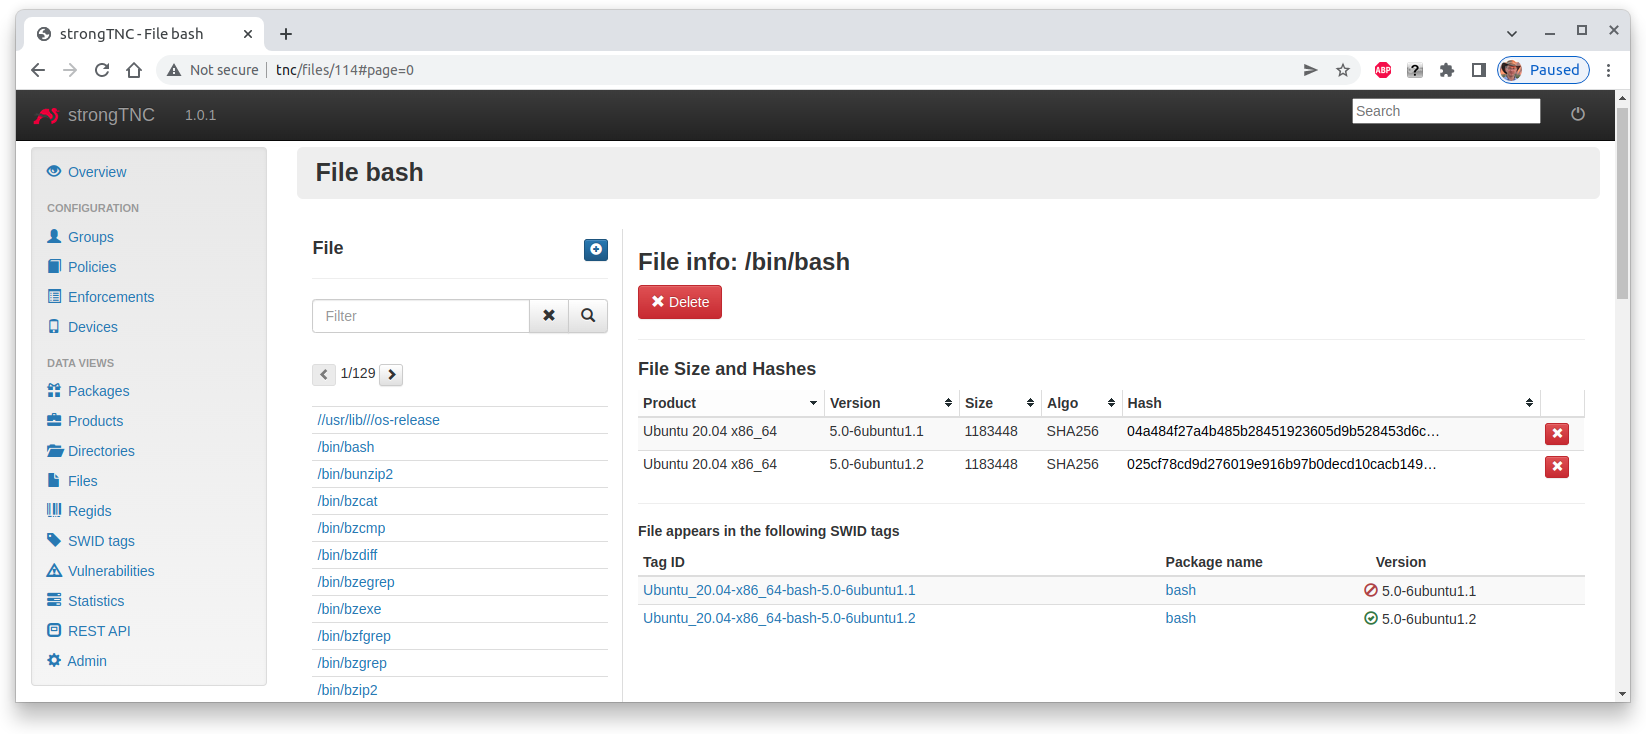 strongTNC - File bash
Not secure | tnc/files/114#page=0
ABP
?
Paused
strongTNC 1.0.1
Search
Overview
CONFIGURATION
Groups
Policies
Enforcements
Devices
DATA VIEWS
Packages
Products
Directories
Files
Regids
SWID tags
Vulnerabilities
Statistics
REST API
Admin
File bash
File
Filter
1/129
//usr/lib///os-release
/bin/bash
/bin/bunzip2
/bin/bzcat
/bin/bzcmp
/bin/bzdiff
/bin/bzegrep
/bin/bzexe
/bin/bzfgrep
/bin/bzgrep
/bin/bzip2
File info: /bin/bash
Delete
File Size and Hashes
Product Version Size Algo Hash
Ubuntu 20.04 x86_64 5.0-6ubuntu1.1 1183448 SHA256 04a484f27a4b485b28451923605d9b528453d6c...
Ubuntu 20.04 x86_64 5.0-6ubuntu1.2 1183448 SHA256 025cf78cd9d276019e916b97b0decd10cacb149...
File appears in the following SWID tags
Tag ID Package name Version
Ubuntu_20.04-x86_64-bash-5.0-6ubuntu1.1 bash 5.0-6ubuntu1.1
Ubuntu_20.04-x86_64-bash-5.0-6ubuntu1.2 bash 5.0-6ubuntu1.2